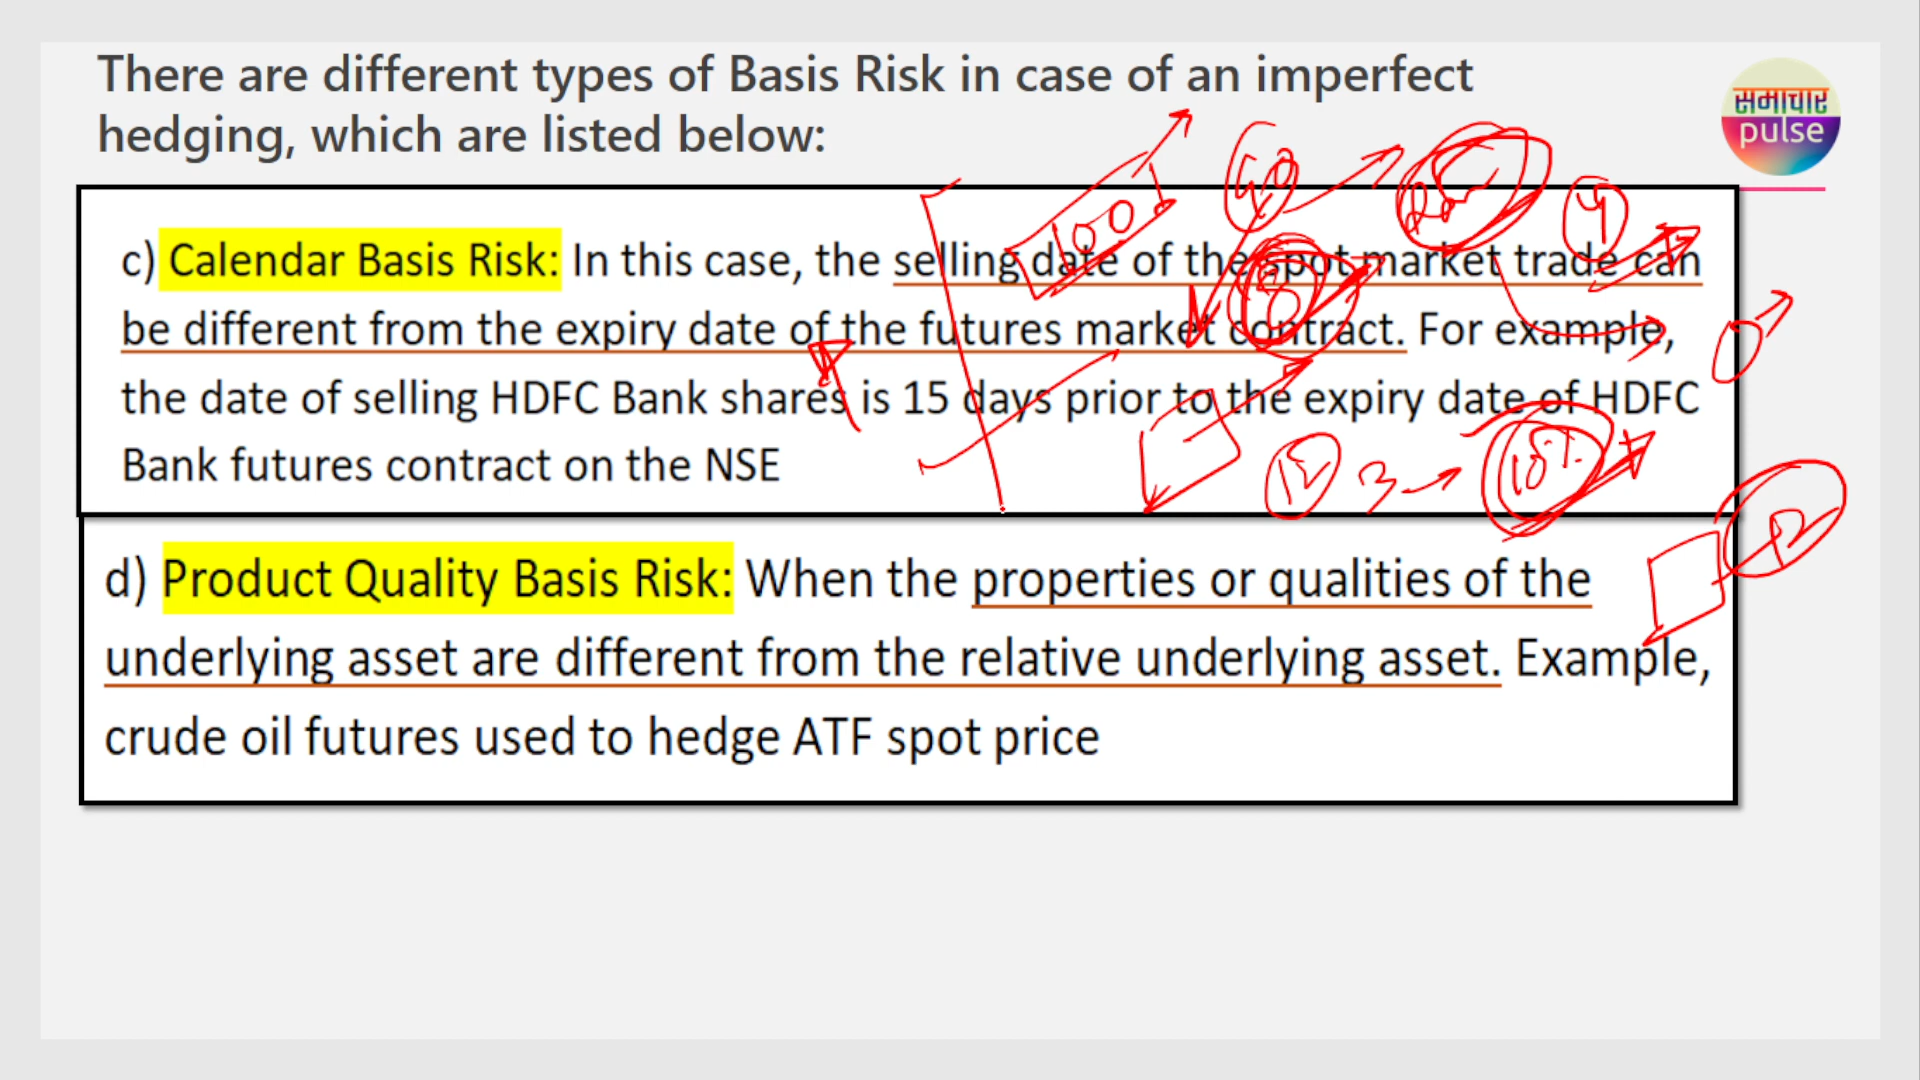 There are different types of Basis Risk in case of an imperfect
hedging, which are listed below:
समाचार
pulse
c) Calendar Basis Risk: In this case, the selling date of the spot market trade can
be different from the expiry date of the futures market contract. For example,
the date of selling HDFC Bank shares is 15 days prior to the expiry date of HDFC
Bank futures contract on the NSE
d) Product Quality Basis Risk: When the properties or qualities of the
underlying asset are different from the relative underlying asset. Example,
crude oil futures used to hedge ATF spot price